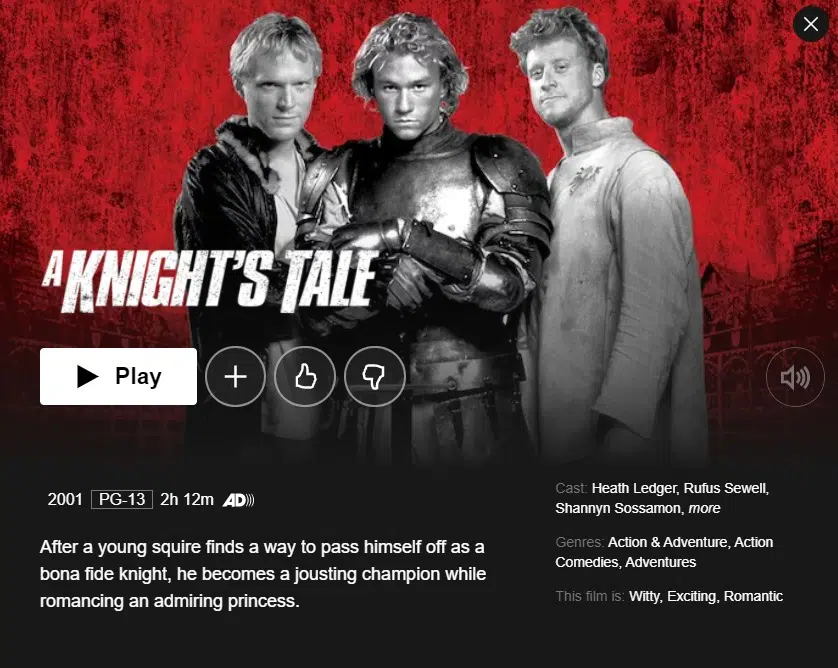 A KNIGHT'S TALE
Play
2001 PG-13 2h 12m AD
After a young squire finds a way to pass himself off as a
bona fide knight, he becomes a jousting champion while
romancing an admiring princess.
Cast: Heath Ledger, Rufus Sewell,
Shannyn Sossamon, more
Genres: Action & Adventure, Action
Comedies, Adventures
This film is: Witty, Exciting, Romantic